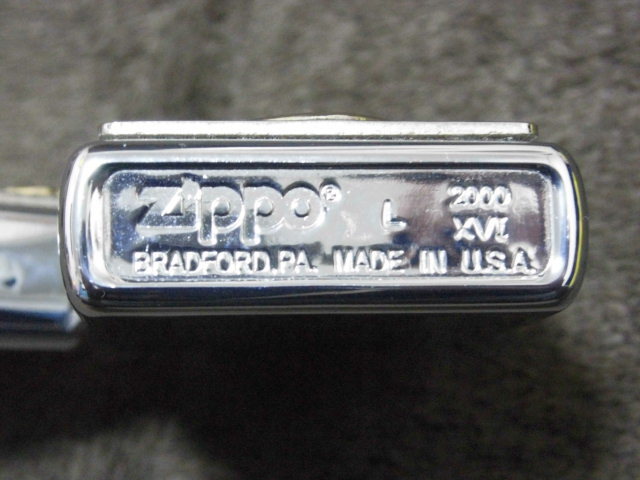 Zippo® L 2000
XVI
BRADFORD, PA. MADE IN U.S.A.